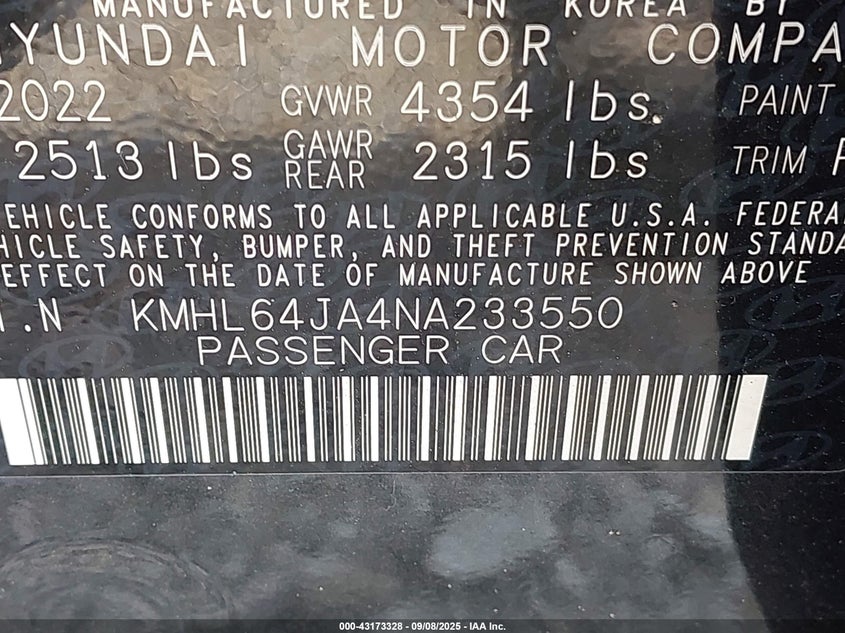 MANUFACTURED IN KOREA BY
HYUNDAI MOTOR COMPA
2022 GVWR 4354 lbs. PAINT
2513 lbs GAWR REAR 2315 lbs TRIM
VEHICLE CONFORMS TO ALL APPLICABLE U.S.A. FEDERA
HICLE SAFETY, BUMPER, AND THEFT PREVENTION STANDA
EFFECT ON THE DATE OF MANUFACTURE SHOWN ABOVE
I.N KMHL64JA4NA233550
PASSENGER CAR
000-43173328 - 09/08/2025 - IAA Inc.